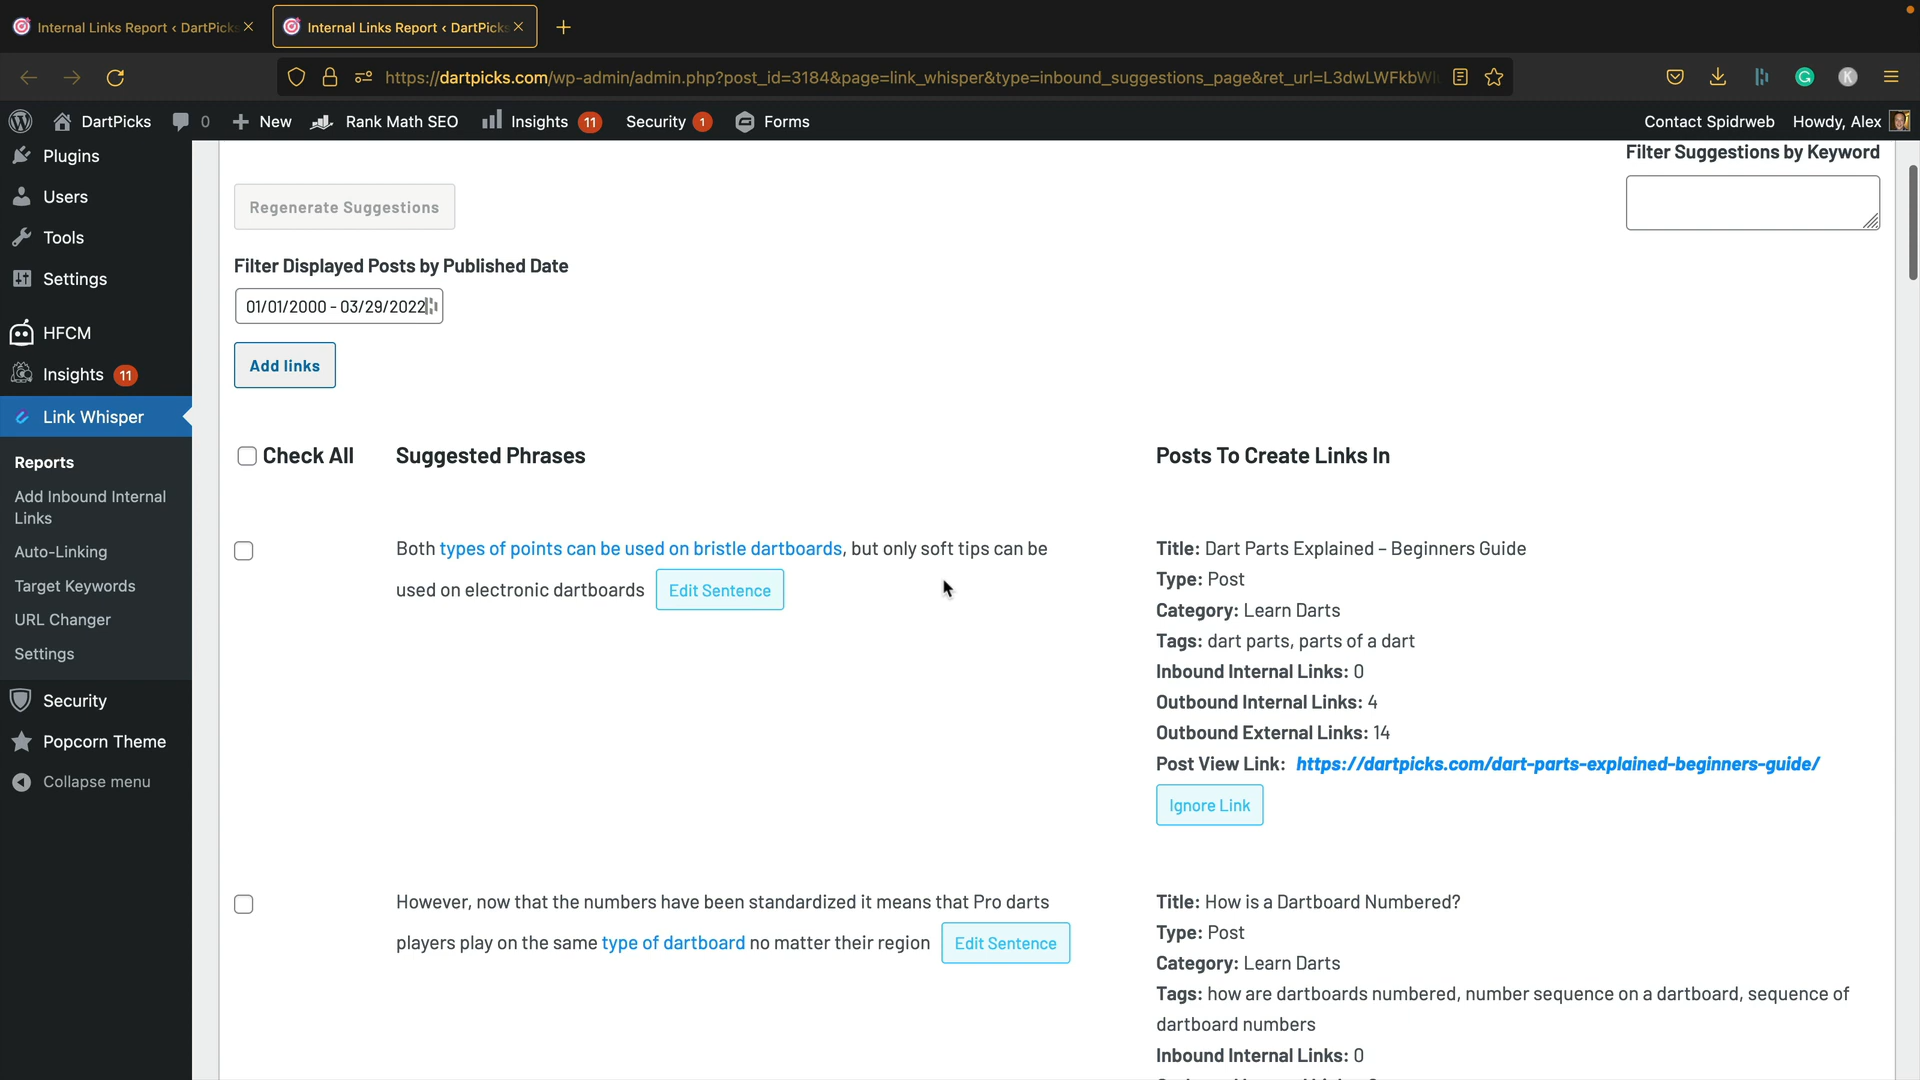 Internal Links Report ‹ DartPicks
Internal Links Report ‹ DartPicks
https://dartpicks.com/wp-admin/admin.php?post_id=3184&page=link_whisper&type=inbound_suggestions_page&ret_url=L3dwLWFkbWl
DartPicks
0
New
Rank Math SEO
Insights 11
Security 1
Forms
Contact Spidrweb
Howdy, Alex
Plugins
Users
Tools
Settings
HFCM
Insights 11
Link Whisper
Reports
Add Inbound Internal
Links
Auto-Linking
Target Keywords
URL Changer
Settings
Security
Popcorn Theme
Collapse menu
Filter Suggestions by Keyword
Regenerate Suggestions
Filter Displayed Posts by Published Date
01/01/2000 - 03/29/2022
Add links
Check All
Suggested Phrases
Posts To Create Links In
Both types of points can be used on bristle dartboards, but only soft tips can be
used on electronic dartboards Edit Sentence
Title: Dart Parts Explained – Beginners Guide
Type: Post
Category: Learn Darts
Tags: dart parts, parts of a dart
Inbound Internal Links: 0
Outbound Internal Links: 4
Outbound External Links: 14
Post View Link: https://dartpicks.com/dart-parts-explained-beginners-guide/
Ignore Link
However, now that the numbers have been standardized it means that Pro darts
players play on the same type of dartboard no matter their region Edit Sentence
Title: How is a Dartboard Numbered?
Type: Post
Category: Learn Darts
Tags: how are dartboards numbered, number sequence on a dartboard, sequence of
dartboard numbers
Inbound Internal Links: 0